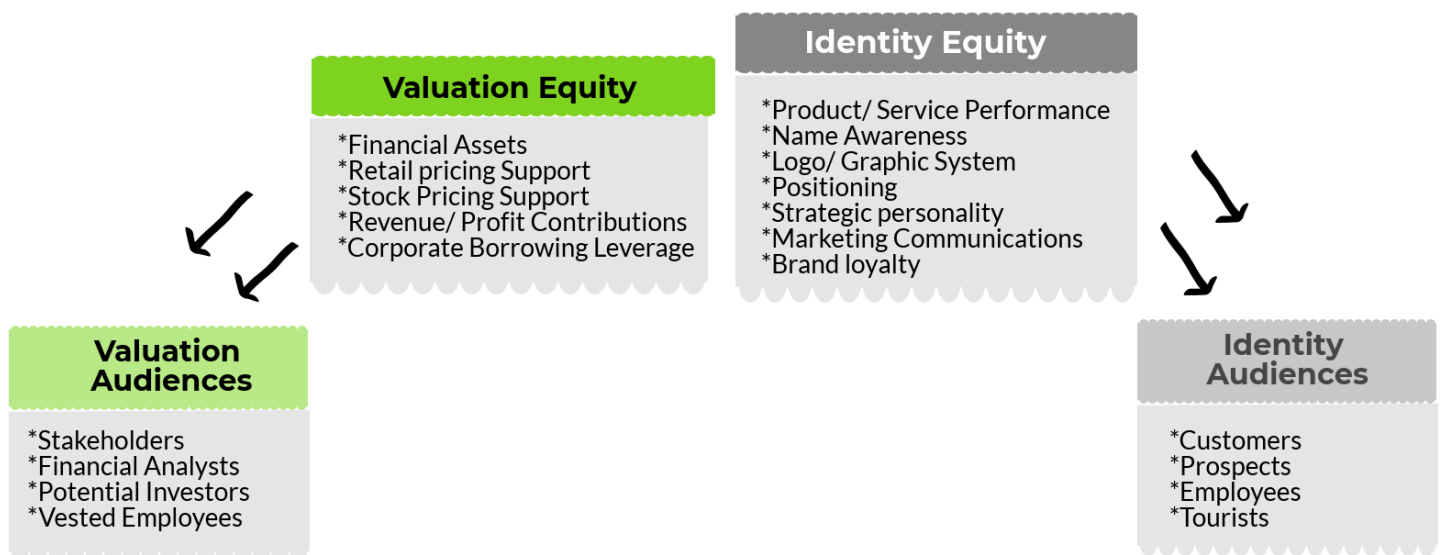 Valuation Equity
*Financial Assets
*Retail pricing Support
*Stock Pricing Support
*Revenue/ Profit Contributions
*Corporate Borrowing Leverage
Identity Equity
*Product/ Service Performance
*Name Awareness
*Logo/ Graphic System
*Positioning
*Strategic personality
*Marketing Communications
*Brand loyalty
Valuation
Audiences
*Stakeholders
*Financial Analysts
*Potential Investors
*Vested Employees
Identity
Audiences
*Customers
*Prospects
*Employees
*Tourists